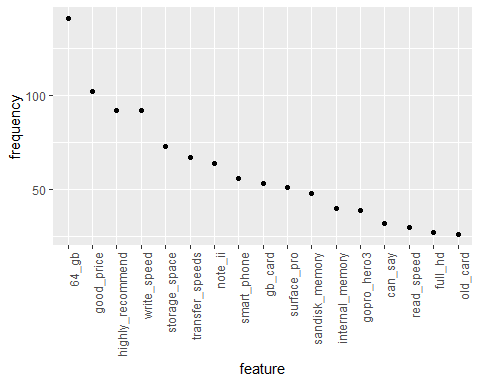 frequency
100
50
64_gb
good_price
highly_recommend
write_speed
storage_space
transfer_speeds
note_ii
smart_phone
gb_card
surface_pro
sandisk_memory
internal_memory
gopro_hero3
can_say
read_speed
full_hd
old_card
feature